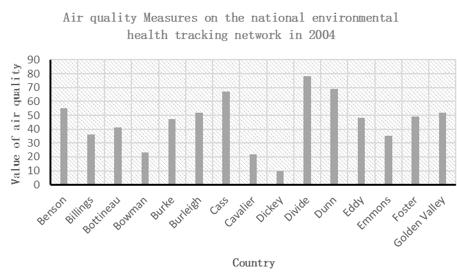 Air quality Measures on the national environmental
health tracking network in 2004
Value of air quality
90
80
70
60
50
40
30
20
10
0
Benson
Billings
Bottineau
Bowman
Burke
Burleigh
Cass
Cavalier
Dickey
Divide
Dunn
Eddy
Emmons
Foster
Golden Valley
Country